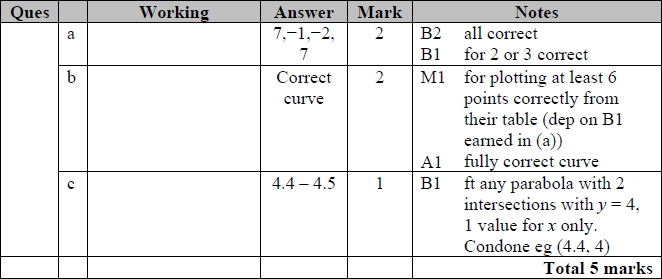 Ques Working Answer Mark Notes
a 7,−1,−2, 2 B2 all correct
7 B1 for 2 or 3 correct
b Correct 2 M1 for plotting at least 6
curve points correctly from
their table (dep on B1
earned in (a))
A1 fully correct curve
c 4.4 – 4.5 1 B1 ft any parabola with 2
intersections with y = 4,
1 value for x only.
Condone eg (4.4, 4)
Total 5 marks